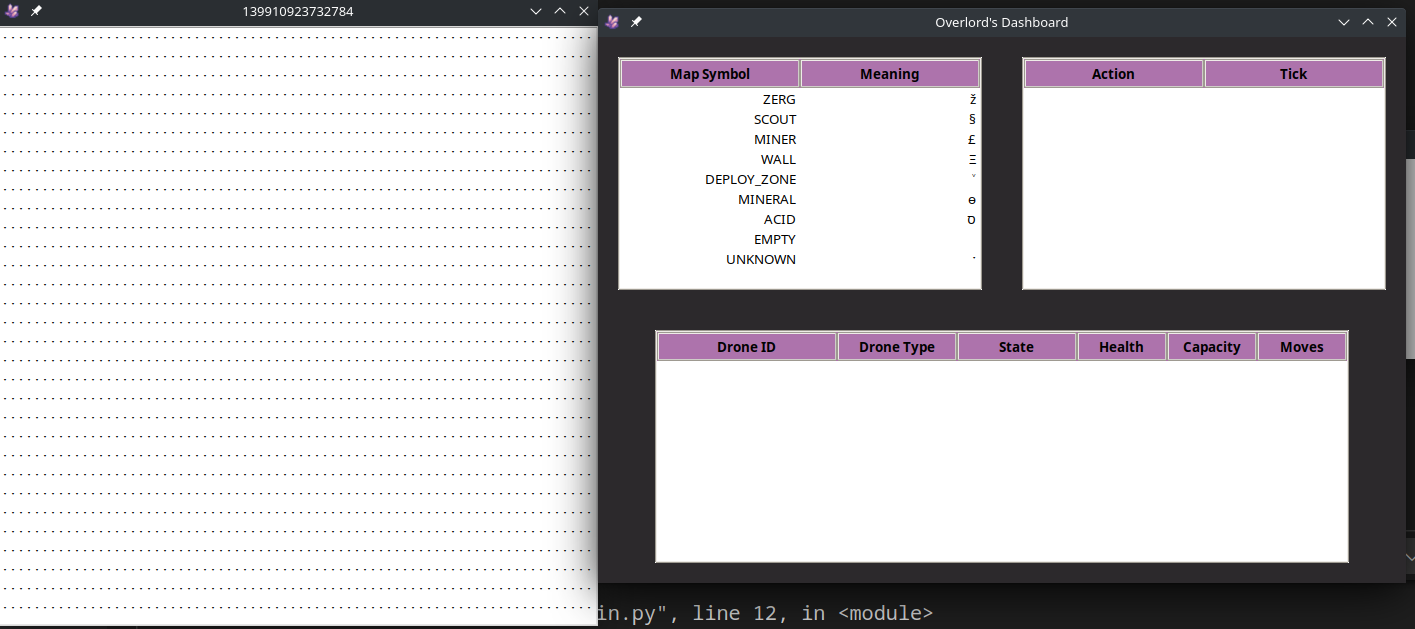 139910923732784
Overlord's Dashboard
Map Symbol Meaning
ZERG ž
SCOUT §
MINER £
WALL Ξ
DEPLOY_ZONE ˅
MINERAL ө
ACID
EMPTY
UNKNOWN ·
Action Tick
Drone ID Drone Type State Health Capacity Moves
in.py", line 12, in <module>